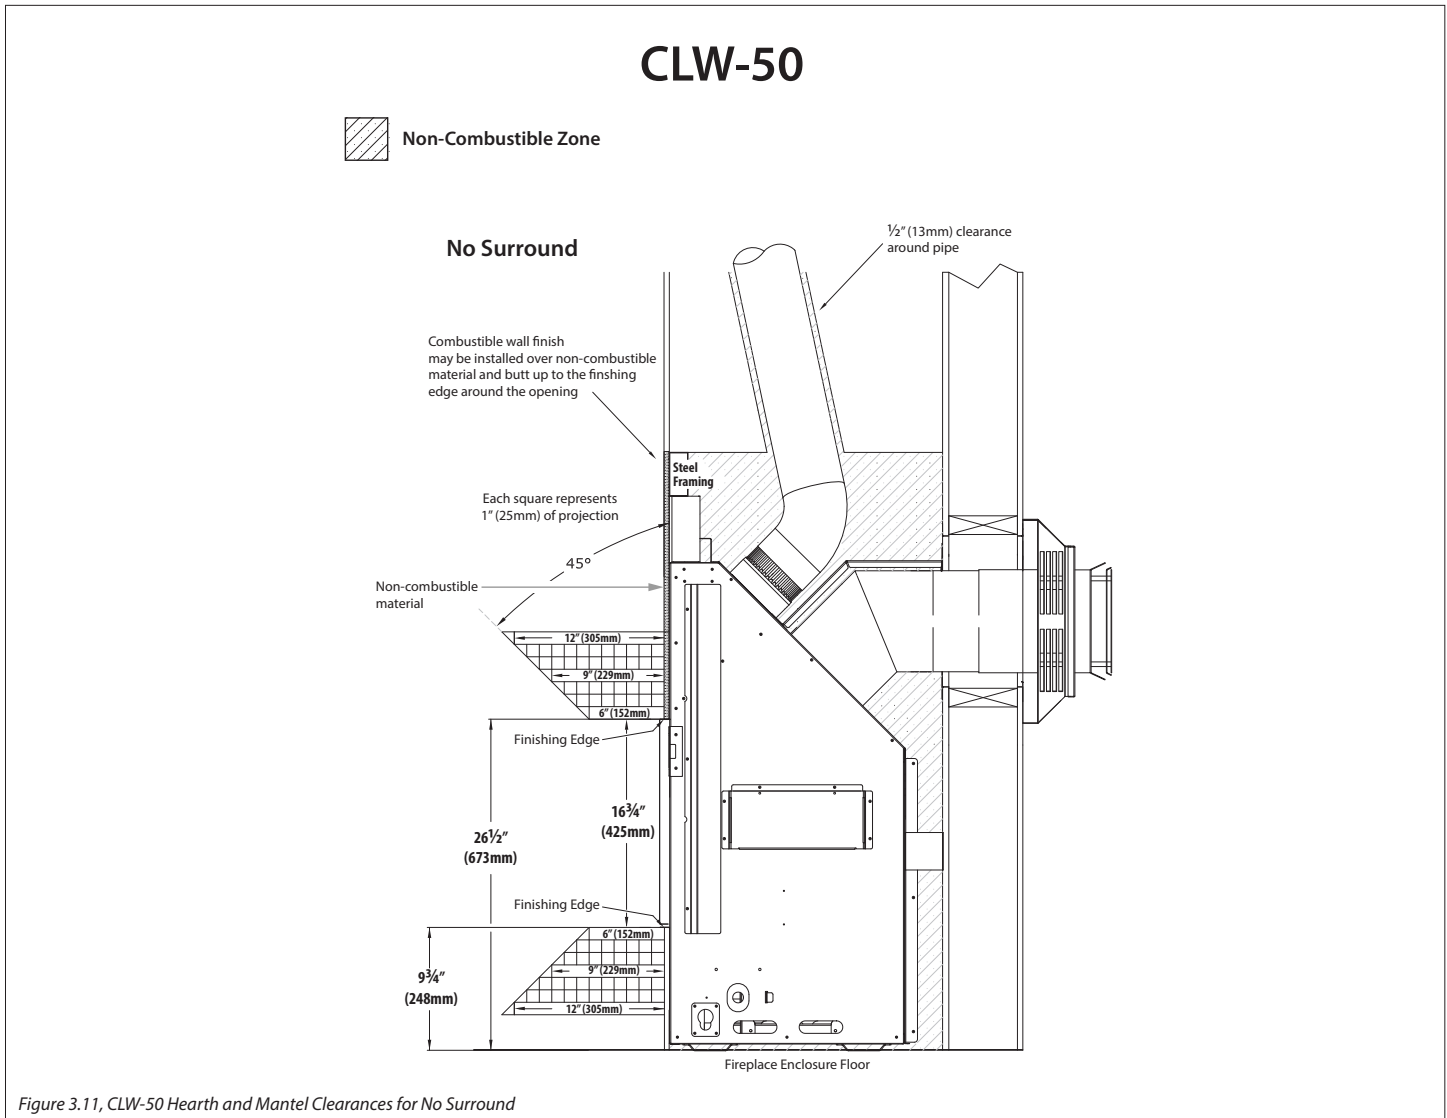 CLW-50
Non-Combustible Zone
No Surround
½" (13mm) clearance
around pipe
Combustible wall finish
may be installed over non-combustible
material and butt up to the finshing
edge around the opening
Steel
Framing
Each square represents
1" (25mm) of projection
45°
Non-combustible
material
12" (305mm)
9" (229mm)
6" (152mm)
Finishing Edge
16¾"
(425mm)
26½"
(673mm)
Finishing Edge
6" (152mm)
9" (229mm)
12" (305mm)
9¾"
(248mm)
Fireplace Enclosure Floor
Figure 3.11, CLW-50 Hearth and Mantel Clearances for No Surround